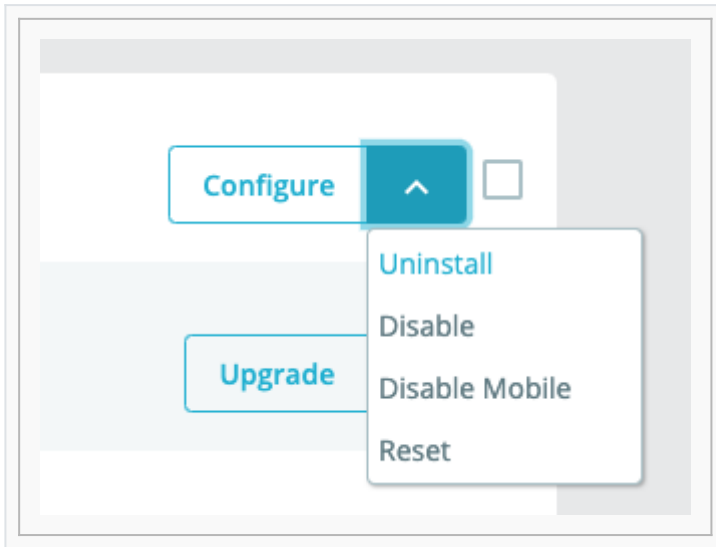 Configure
Uninstall
Disable
Upgrade
Disable Mobile
Reset